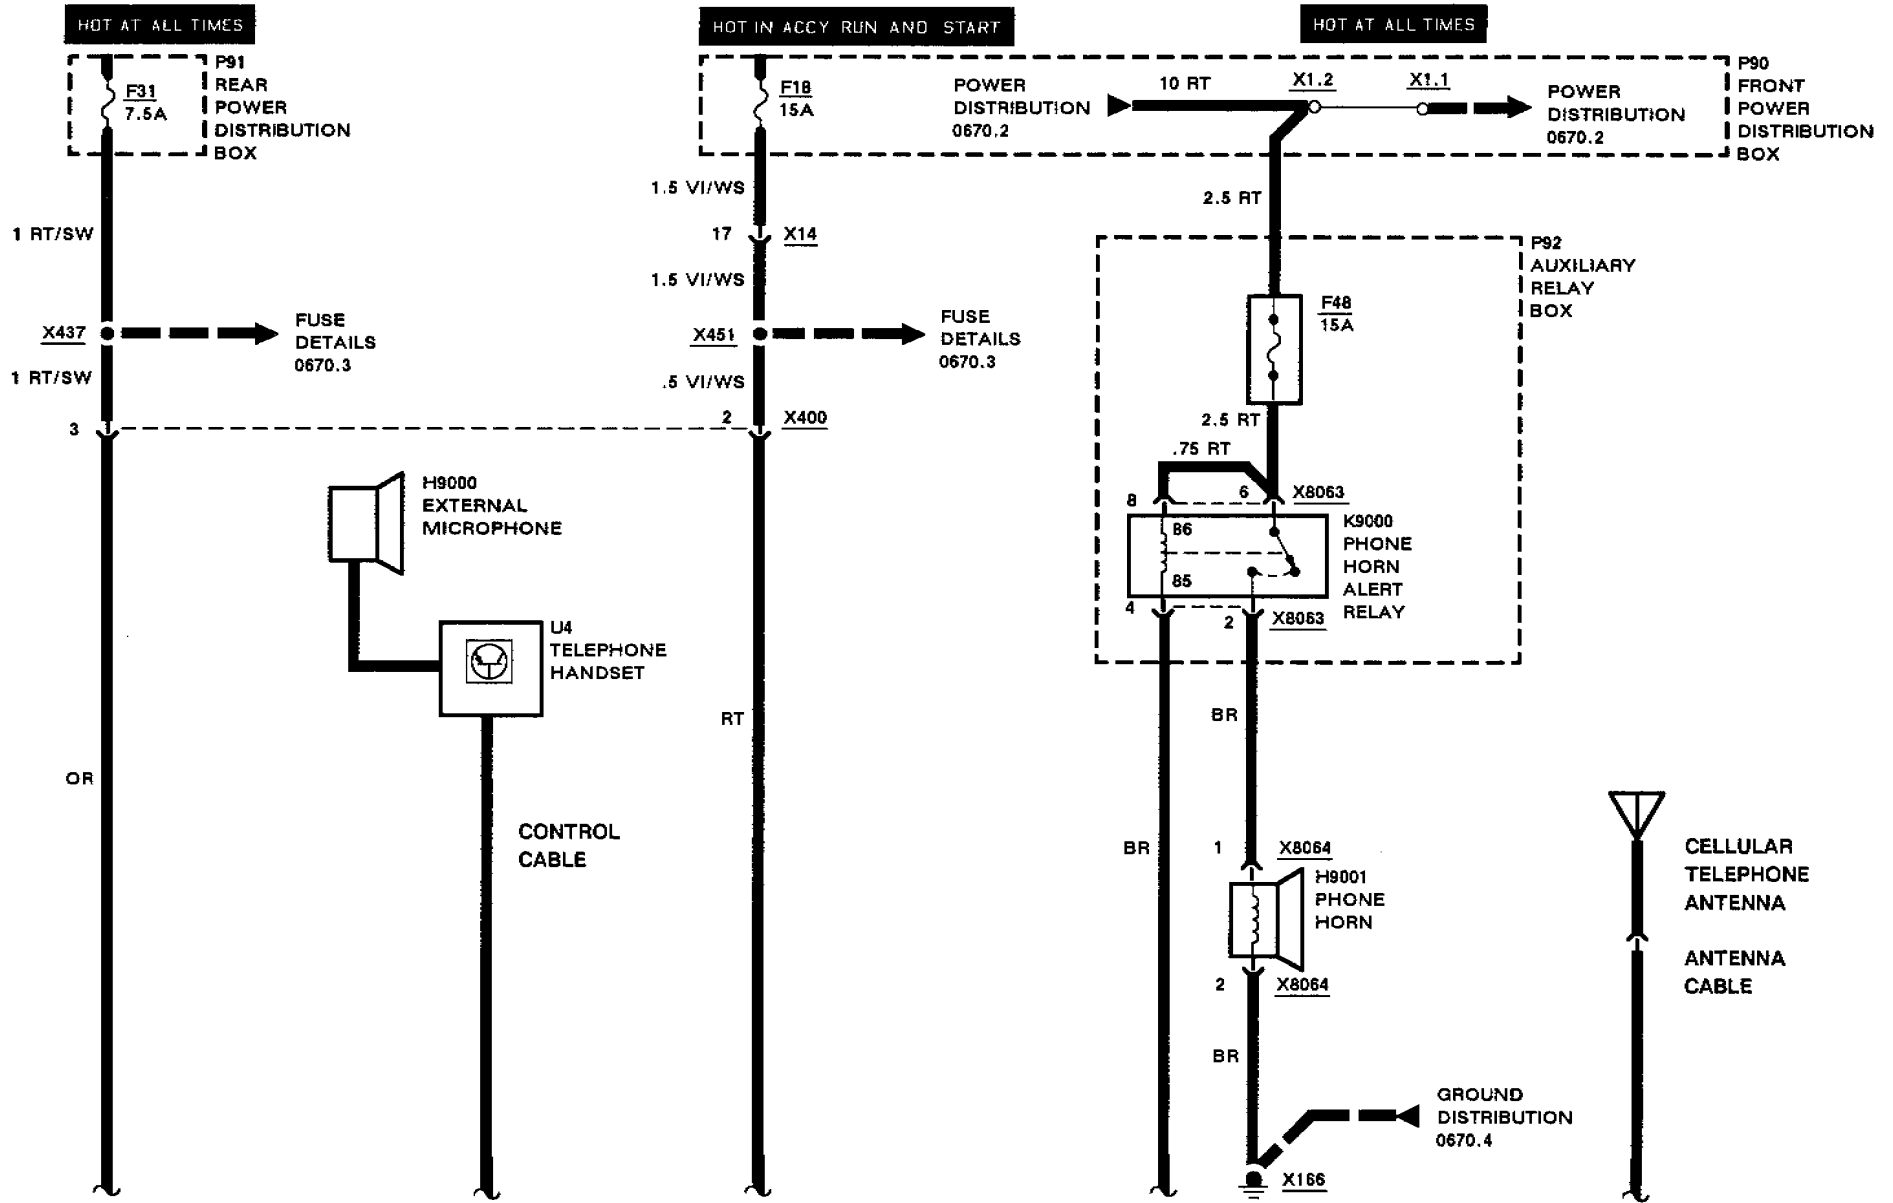 HOT AT ALL TIMES
HOT IN ACCY RUN AND START
HOT AT ALL TIMES
F31
7.5A
P91
REAR
POWER
DISTRIBUTION
BOX
F18
15A
POWER
DISTRIBUTION
0670.2
10 RT
X1.2
X1.1
POWER
DISTRIBUTION
0670.2
P90
FRONT
POWER
DISTRIBUTION
BOX
1.5 VI/WS
2.5 RT
1 RT/SW
17
X14
1.5 VI/WS
P92
AUXILIARY
RELAY
BOX
F48
15A
X437
FUSE
DETAILS
0670.3
X451
FUSE
DETAILS
0670.3
1 RT/SW
.5 VI/WS
3
2
X400
2.5 RT
.75 RT
8
6
X8063
H9000
EXTERNAL
MICROPHONE
86
85
K9000
PHONE
HORN
ALERT
RELAY
4
2
X8063
U4
TELEPHONE
HANDSET
RT
BR
OR
CONTROL
CABLE
BR
1
X8064
H9001
PHONE
HORN
2
X8064
CELLULAR
TELEPHONE
ANTENNA
ANTENNA
CABLE
BR
GROUND
DISTRIBUTION
0670.4
X166